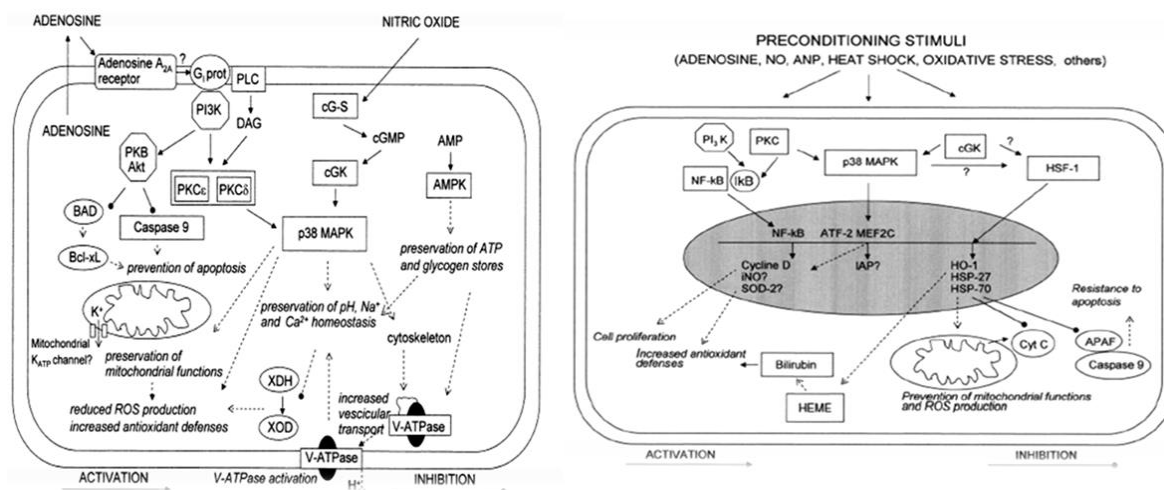 ADENOSINE
NITRIC OXIDE
Adenosine A2A
receptor
?
Gi prot
PLC
PI3K
DAG
cG-S
cGMP
AMP
ADENOSINE
PKB
Akt
PKCε
PKCδ
cGK
AMPK
BAD
Caspase 9
p38 MAPK
Bcl-xL
prevention of apoptosis
preservation of ATP
and glycogen stores
K+
preservation of pH, Na+
and Ca2+ homeostasis
Mitochondrial
KATP channel?
preservation of
mitochondrial functions
cytoskeleton
XDH
XOD
reduced ROS production
increased antioxidant defenses
increased
vescicular
transport
V-ATPase
V-ATPase
ACTIVATION
V-ATPase activation
H+
INHIBITION
PRECONDITIONING STIMULI
(ADENOSINE, NO, ANP, HEAT SHOCK, OXIDATIVE STRESS, others)
PI3 K
PKC
p38 MAPK
cGK
?
?
HSF-1
NF-kB
IkB
NF-kB
ATF-2 MEF2C
Cycline D
iNO?
SOD-2?
IAP?
HO-1
HSP-27
HSP-70
Resistance to
apoptosis
Cell proliferation
Increased antioxidant
defenses
Bilirubin
HEME
Cyt C
APAF
Caspase 9
Prevention of mitochondrial functions
and ROS production
ACTIVATION
INHIBITION